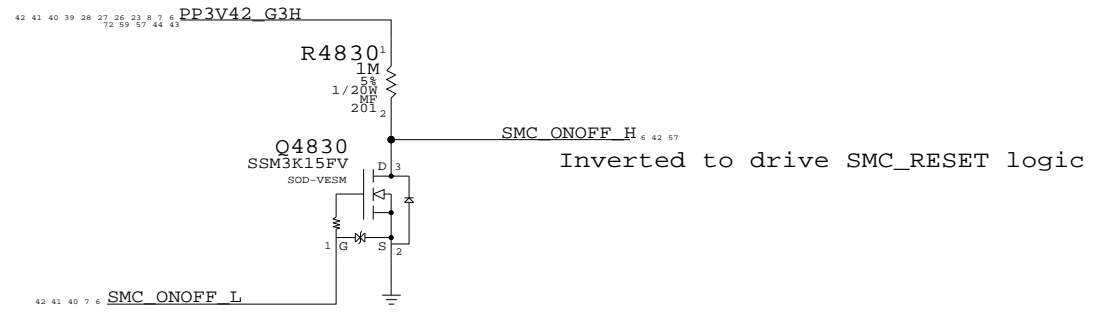 42 41 40 39 28 27 26 23 8 7 6 PP3V42_G3H
72 59 57 44 43
R4830 1
1M
5%
1/20W
MF
201 2
SMC_ONOFF_H 6 42 57
Inverted to drive SMC_RESET logic
Q4830
SSM3K15FV
SOD-VESM
D 3
1 G S 2
42 41 40 7 6 SMC_ONOFF_L